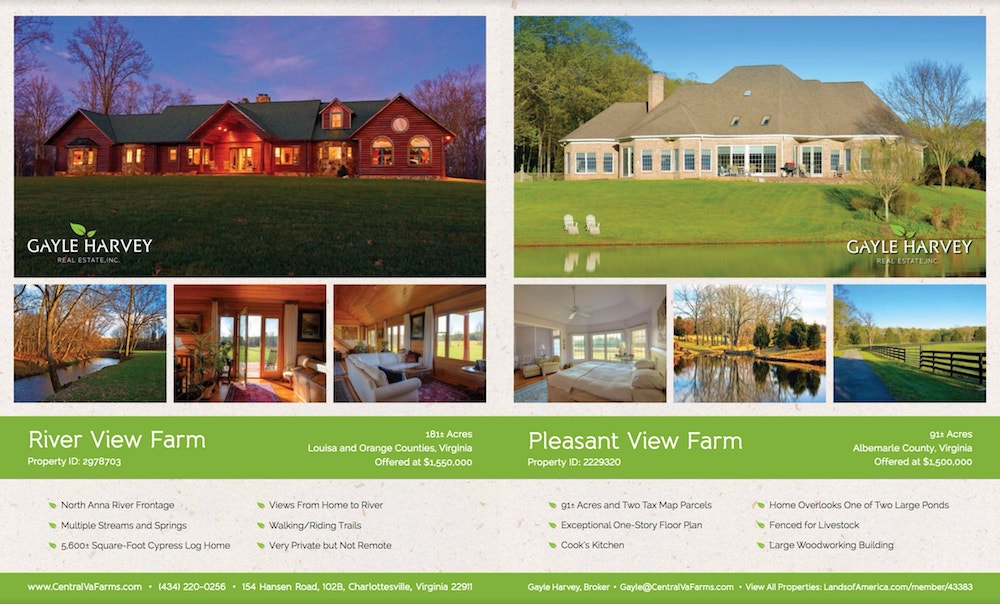 GAYLE HARVEY
REAL ESTATE, INC.
River View Farm
Property ID: 2978703
181± Acres
Louisa and Orange Counties, Virginia
Offered at $1,550,000
North Anna River Frontage
Multiple Streams and Springs
5,600± Square-Foot Cypress Log Home
Views From Home to River
Walking/Riding Trails
Very Private but Not Remote
www.CentralVaFarms.com • (434) 220-0256 • 154 Hansen Road, 102B, Charlottesville, Virginia 22911
GAYLE HARVEY
REAL ESTATE, INC.
Pleasant View Farm
Property ID: 2229320
91± Acres
Albemarle County, Virginia
Offered at $1,500,000
91± Acres and Two Tax Map Parcels
Exceptional One-Story Floor Plan
Cook's Kitchen
Home Overlooks One of Two Large Ponds
Fenced for Livestock
Large Woodworking Building
Gayle Harvey, Broker • Gayle@CentralVaFarms.com • View All Properties: LandsofAmerica.com/member/43383